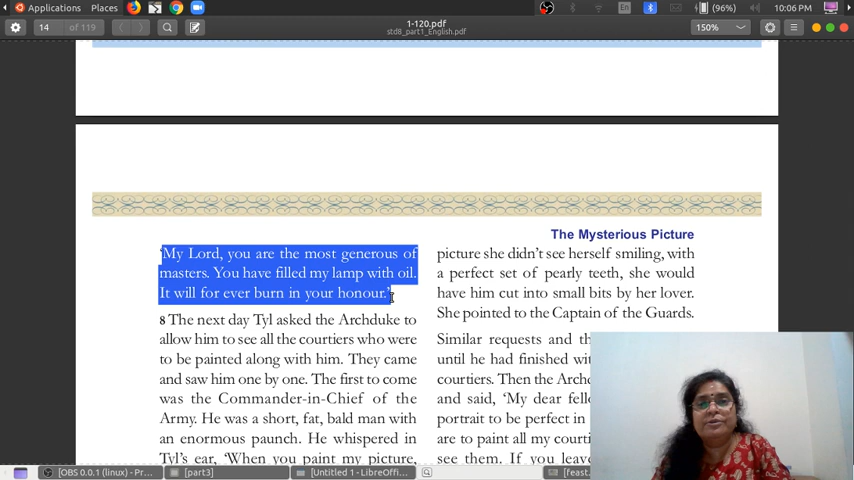 Applications Places En (96%) 10:06 PM
14 of 119 1-120.pdf 150%
std8_part1_English.pdf
The Mysterious Picture
‘My Lord, you are the most generous of
masters. You have filled my lamp with oil.
It will for ever burn in your honour.’
8 The next day Tyl asked the Archduke to
allow him to see all the courtiers who were
to be painted along with him. They came
and saw him one by one. The first to come
was the Commander-in-Chief of the
Army. He was a short, fat, bald man with
an enormous paunch. He whispered in
Tyl’s ear, ‘When you paint my picture,
picture she didn’t see herself smiling, with
a perfect set of pearly teeth, she would
have him cut into small bits by her lover.
She pointed to the Captain of the Guards.
Similar requests and
until he had finished
courtiers. Then the
and said, ‘My dear
portrait to be perfect in
are to paint all my
see them. If you
[OBS 0.0.1 (linux) - Pr... [part3] [Untitled 1 - LibreOffi... [feast.